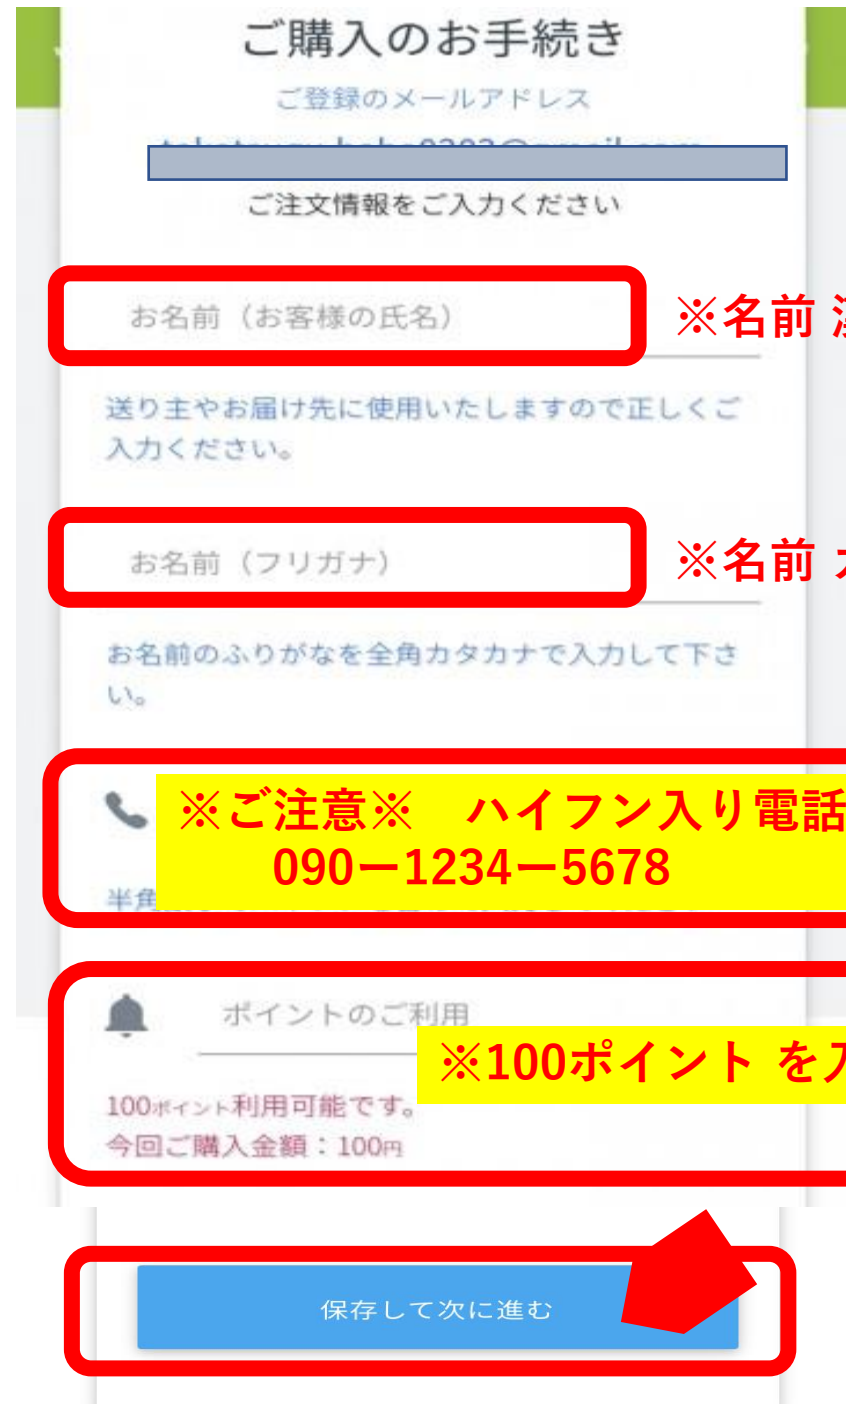 ご購入のお手続き
ご登録のメールアドレス
ご注文情報をご入力ください
お名前（お客様の氏名）
※名前
送り主やお届け先に使用いたしますので正しくご
入力ください。
お名前（フリガナ）
※名前
お名前のふりがなを全角カタカナで入力して下さ
い。
※ご注意※　ハイフン入り電話
090ー1234ー5678
半角
ポイントのご利用
※100ポイント を入
100ポイント利用可能です。
今回ご購入金額：100円
保存して次に進む